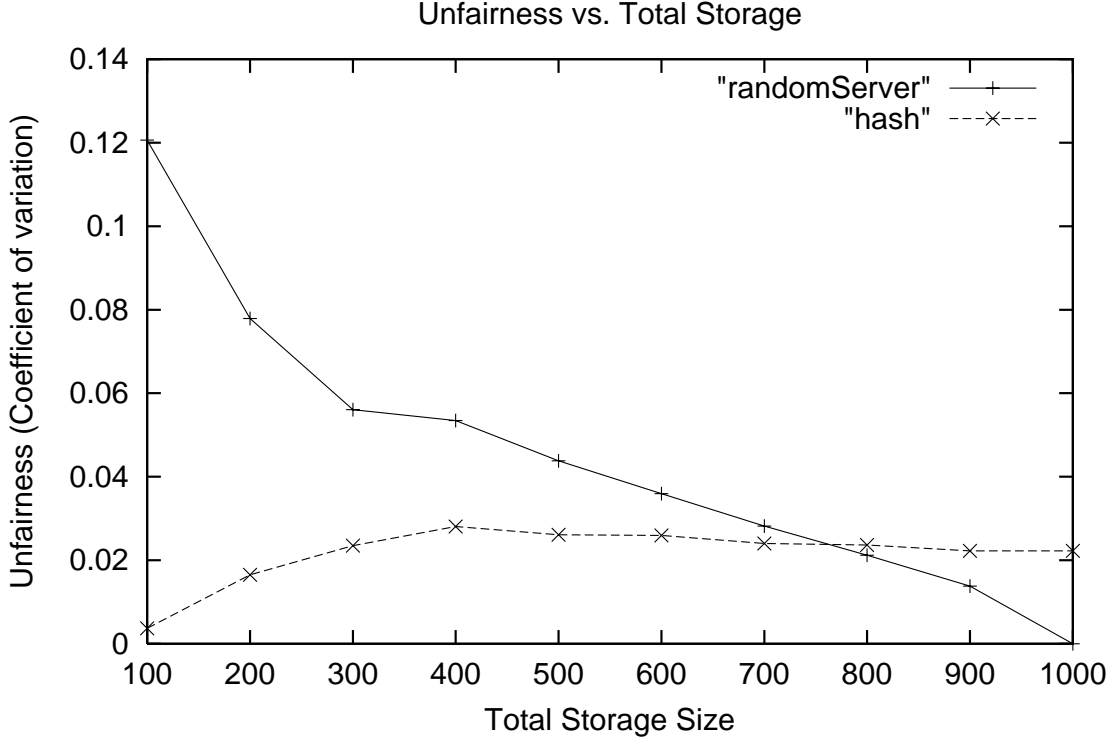 Unfairness vs. Total Storage
0.14
0.12
0.1
0.08
0.06
0.04
0.02
0
Unfairness (Coefficient of variation)
"randomServer"
"hash"
100 200 300 400 500 600 700 800 900 1000
Total Storage Size